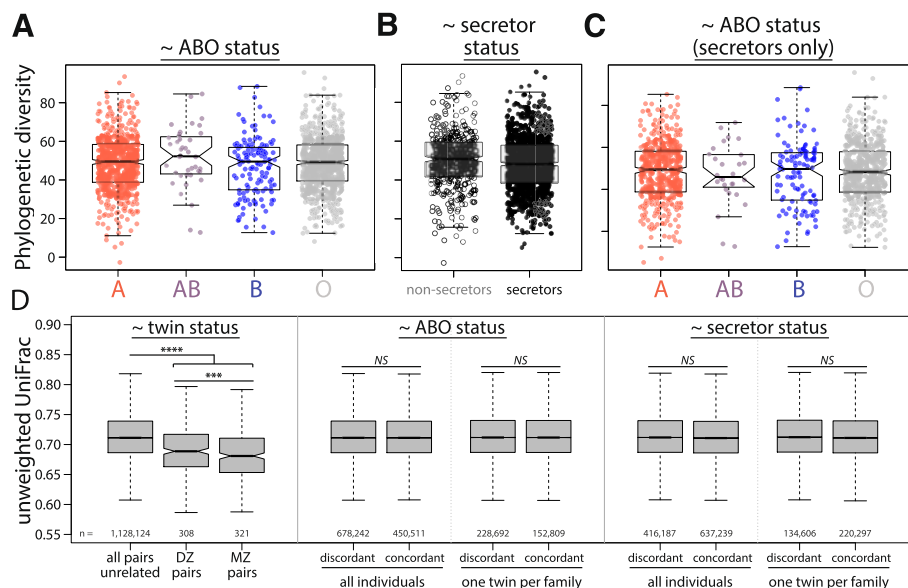 A
~ ABO status
B
~ secretor
status
C
~ ABO status
(secretors only)
Phylogenetic diversity
80
60
40
20
0
A
AB
B
O
non-secretors
secretors
A
AB
B
O
D
unweighted UniFrac
0.90
0.85
0.80
0.75
0.70
0.65
0.60
0.55
~ twin status
****
***
n =
1,128,124
308
321
all pairs
unrelated
DZ
pairs
MZ
pairs
~ ABO status
NS
NS
678,242
450,511
228,692
152,809
discordant
concordant
discordant
concordant
all individuals
one twin per family
~ secretor status
NS
NS
416,187
637,239
134,606
220,297
discordant
concordant
discordant
concordant
all individuals
one twin per family